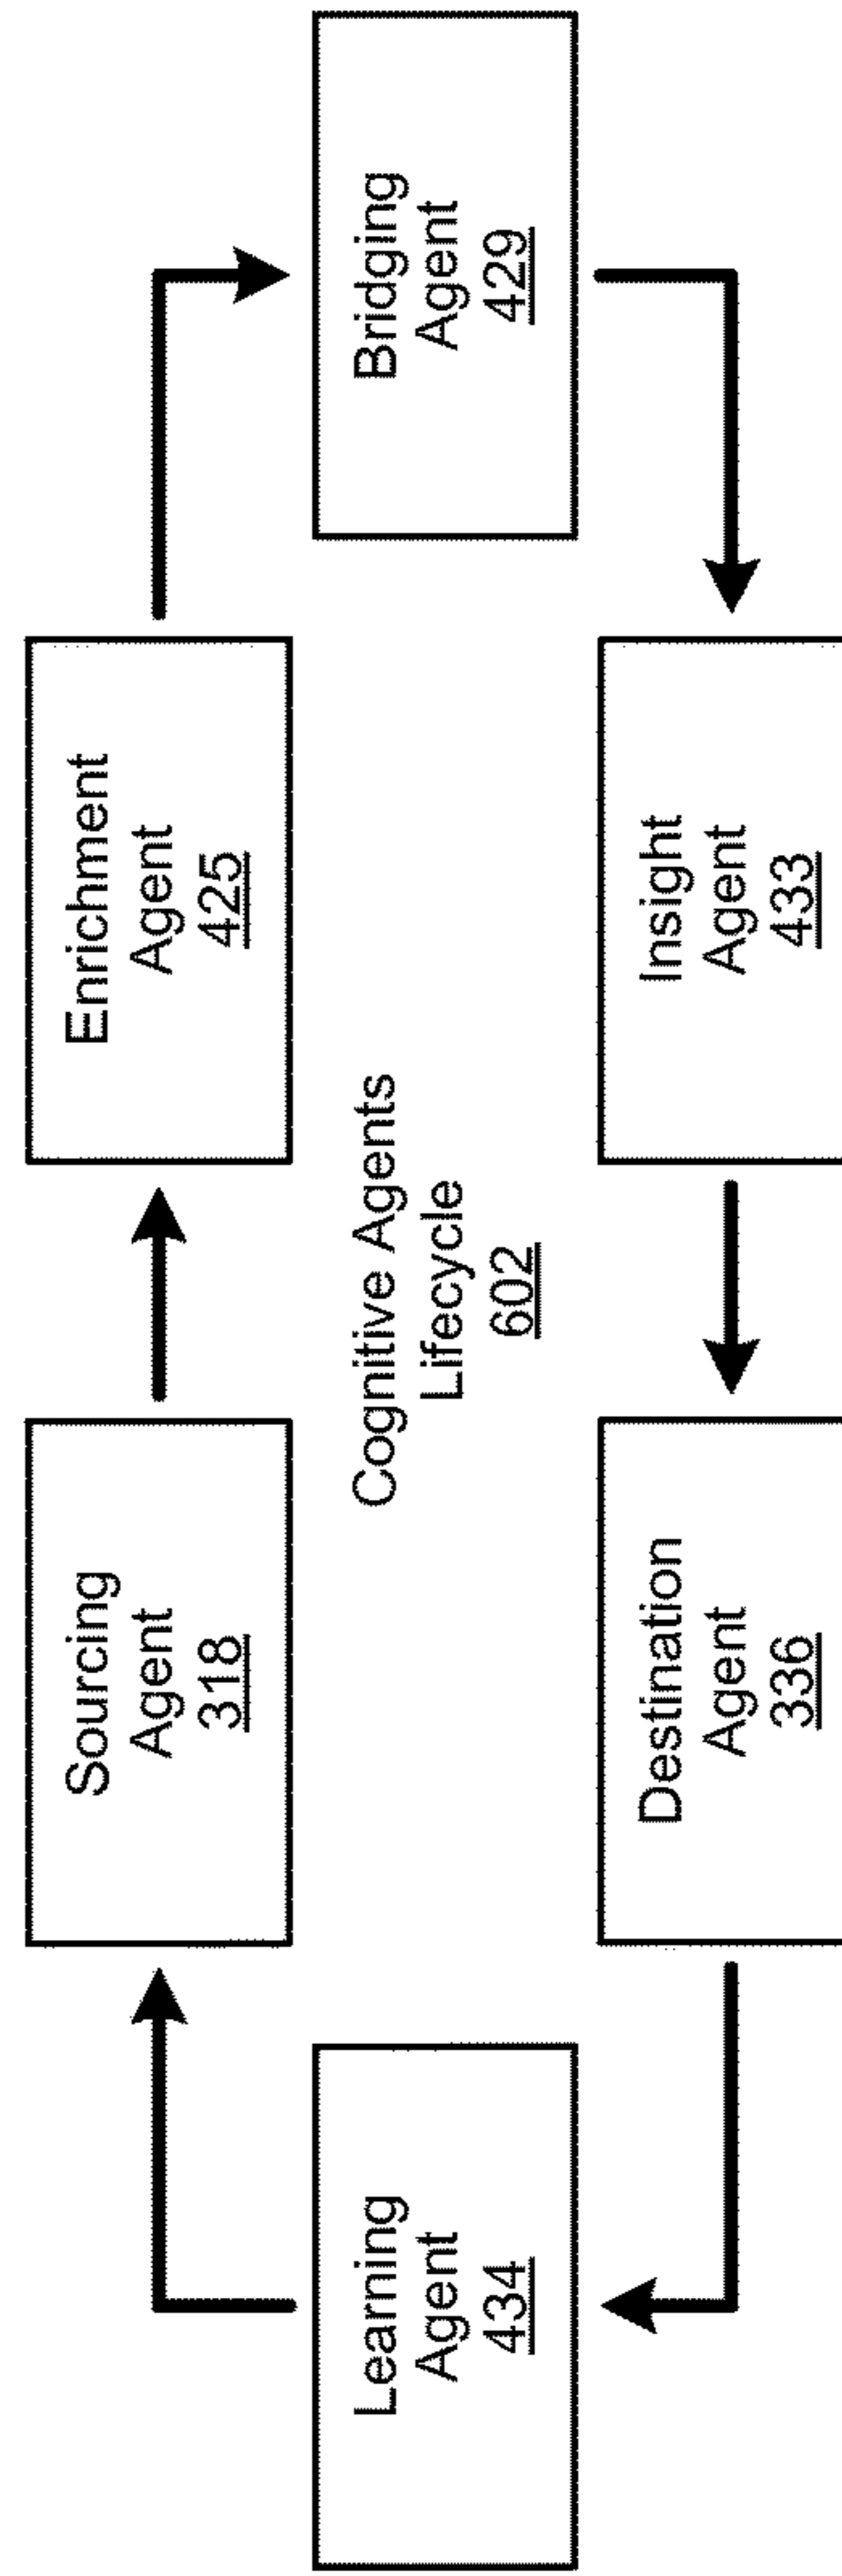 Sourcing
Agent
318
Enrichment
Agent
425
Learning
Agent
434
Cognitive Agents
Lifecycle
602
Bridging
Agent
429
Destination
Agent
336
Insight
Agent
433